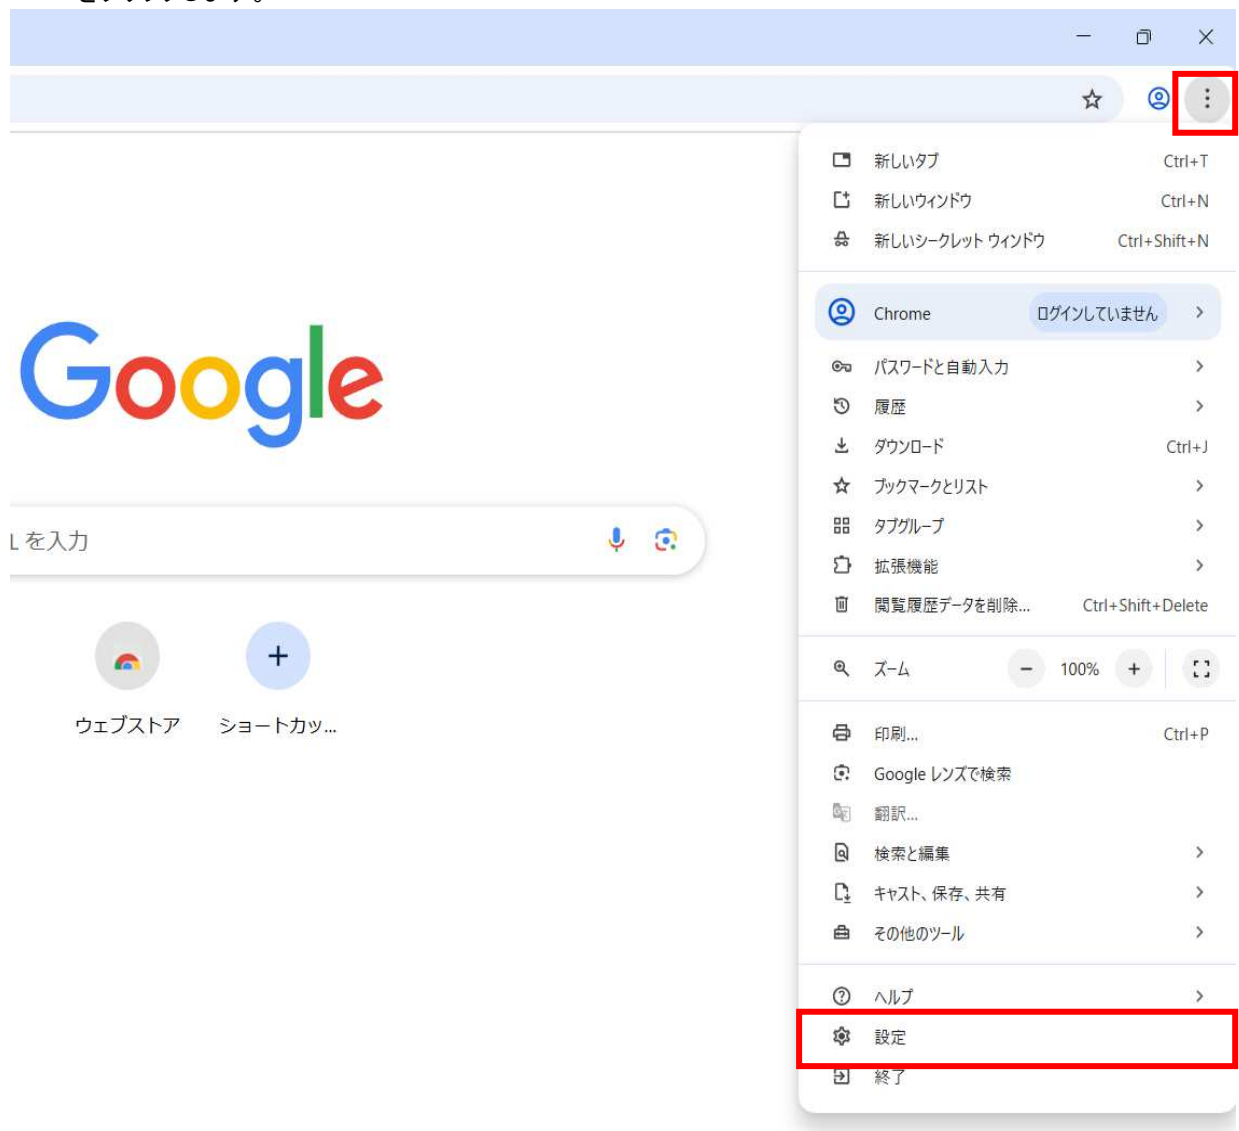 をクリックします。
新しいタブ Ctrl+T
新しいウィンドウ Ctrl+N
新しいシークレット ウィンドウ Ctrl+Shift+N
Chrome ログインしていません
パスワードと自動入力
履歴
ダウンロード Ctrl+J
ブックマークとリスト
タブグループ
拡張機能
閲覧履歴データを削除... Ctrl+Shift+Delete
ズーム − 100% +
印刷... Ctrl+P
Google レンズで検索
翻訳...
検索と編集
キャスト、保存、共有
その他のツール
ヘルプ
設定
終了
Google
L を入力
ウェブストア ショートカッ...